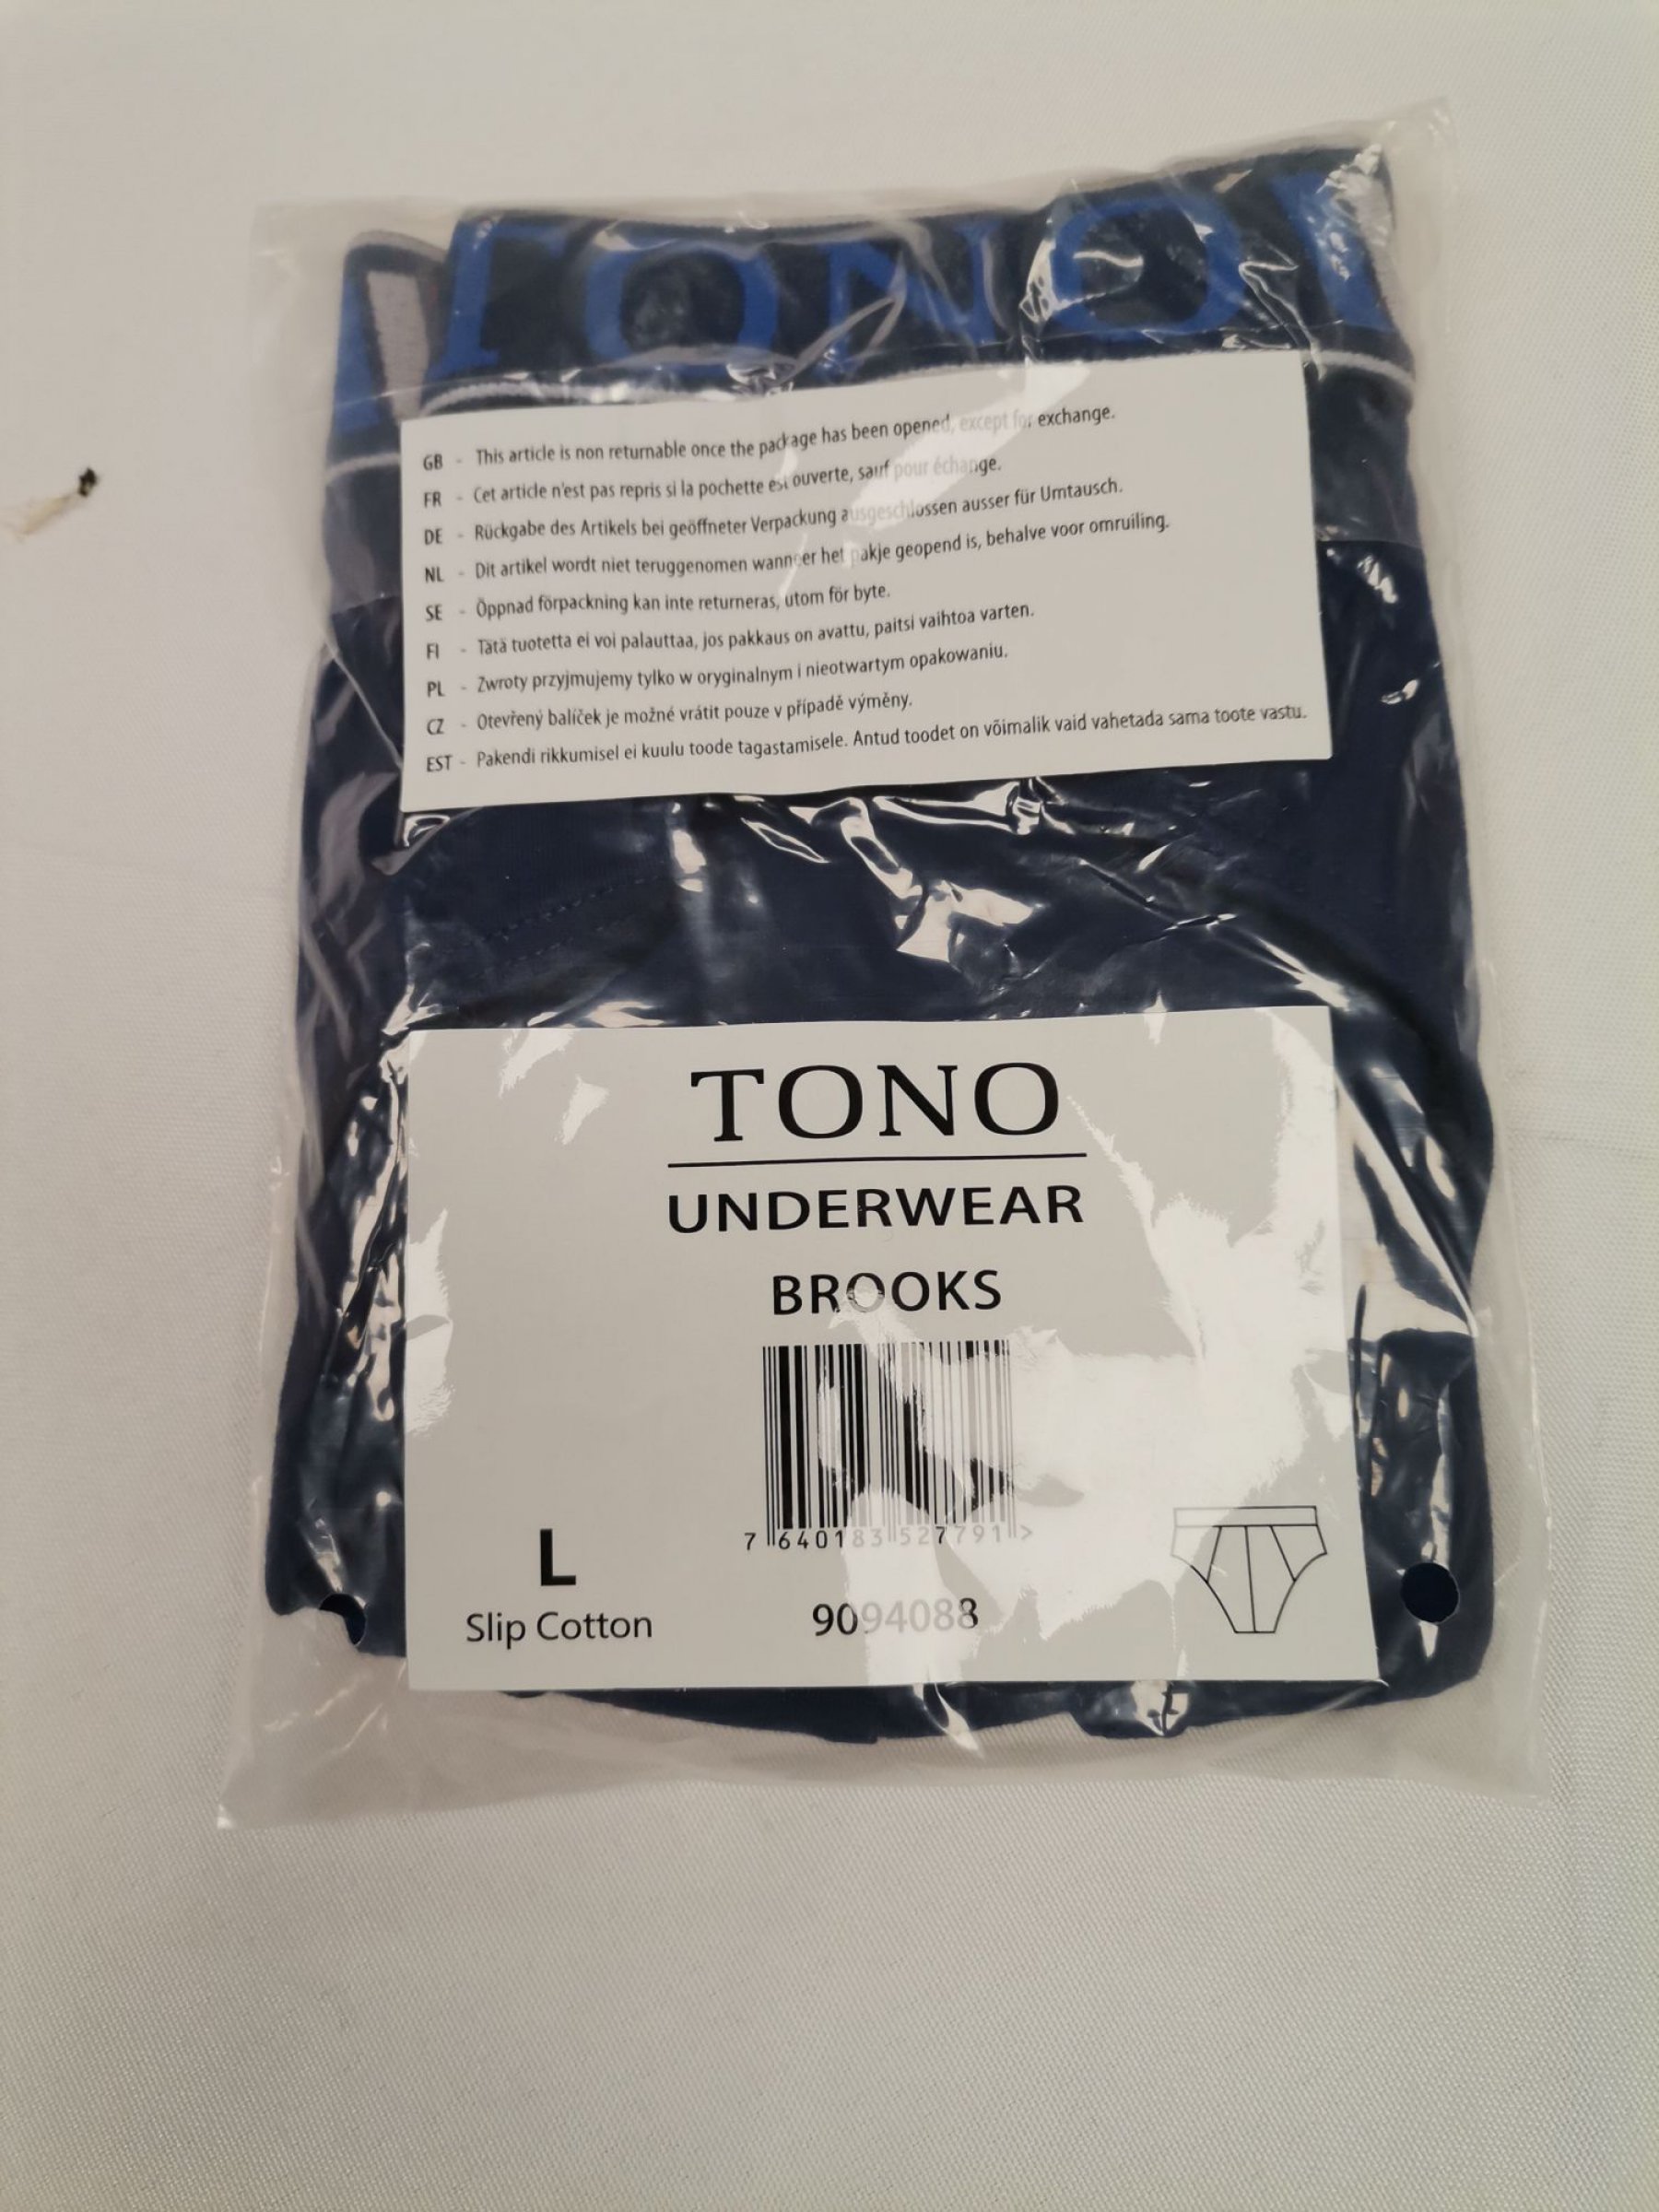 TONO
GB - This article is non returnable once the package has been opened, except for exchange.
FR - Cet article n'est pas repris si la pochette est ouverte, sauf pour échange.
DE - Rückgabe des Artikels bei geöffneter Verpackung ausgeschlossen ausser für Umtausch.
NL - Dit artikel wordt niet teruggenomen wanneer het pakje geopend is, behalve voor omruiling.
SE - Öppnad förpackning kan inte returneras, utom för byte.
FI - Tätä tuotetta ei voi palauttaa, jos pakkaus on avattu, paitsi vaihtoa varten.
PL - Zwroty przyjmujemy tylko w oryginalnym i nieotwartym opakowaniu.
CZ - Otevřený balíček je možné vrátit pouze v případě výměny.
EST - Pakendi rikkumisel ei kuulu toode tagastamisele. Antud toodet on võimalik vaid vahetada sama toote vastu.
TONO
UNDERWEAR
BROOKS
7 640183 527791 >
L
Slip Cotton
9094088